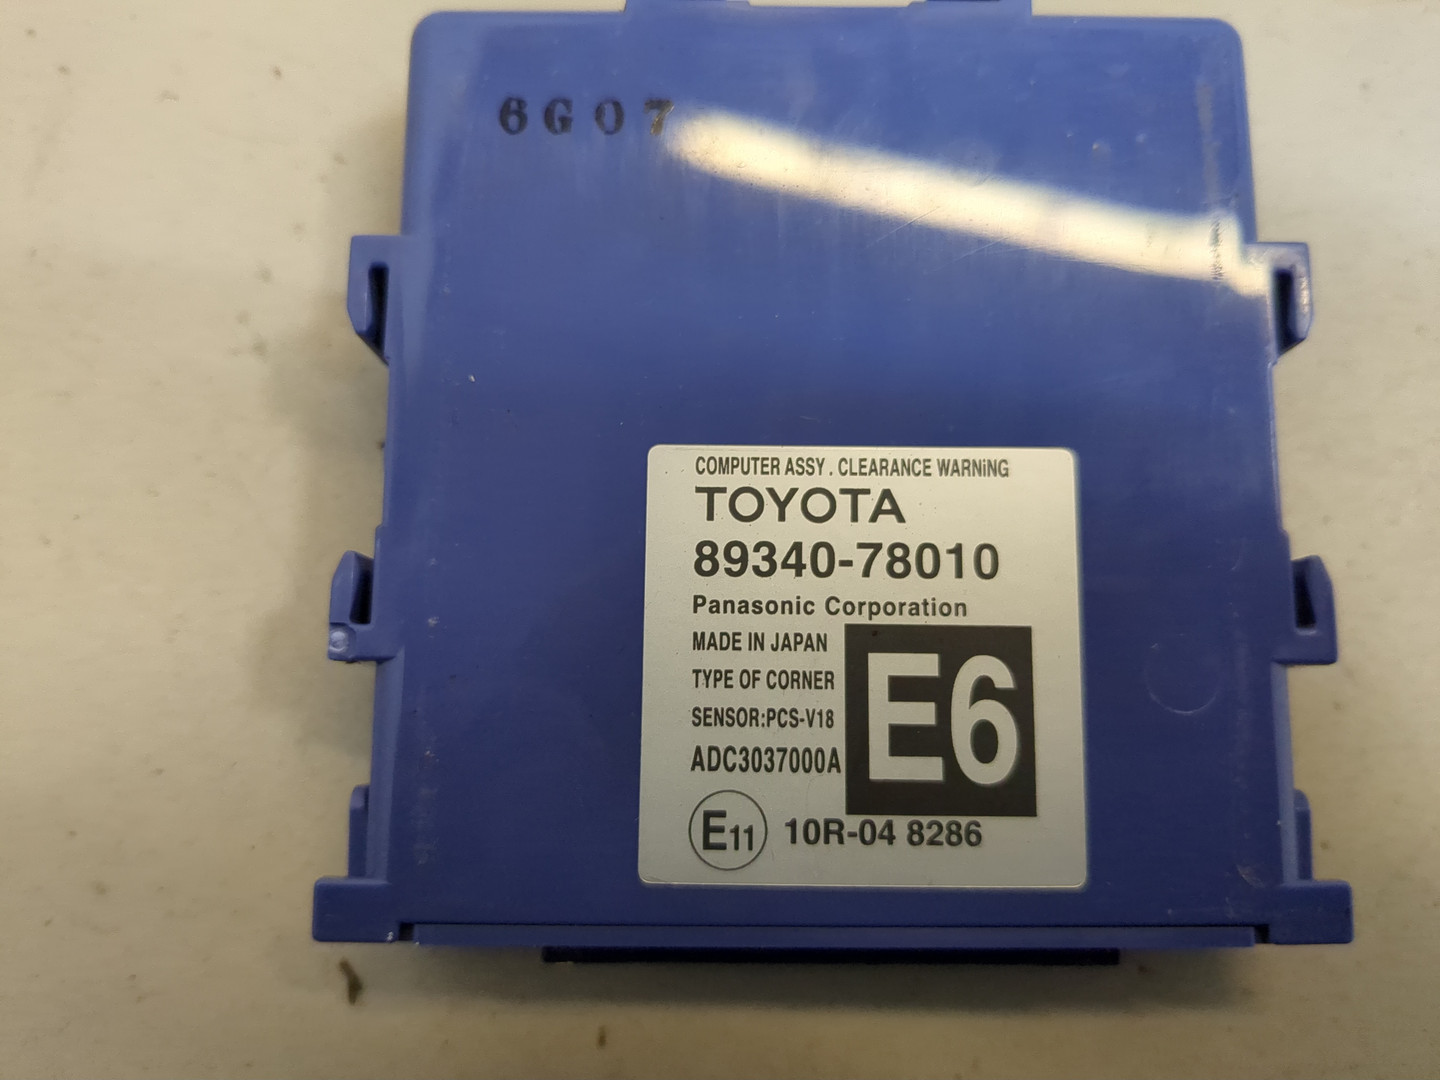 6G07
COMPUTER ASSY . CLEARANCE WARNiNG
TOYOTA
89340-78010
Panasonic Corporation
MADE IN JAPAN
TYPE OF CORNER
SENSOR:PCS-V18
ADC3037000A
E6
E11 10R-04 8286